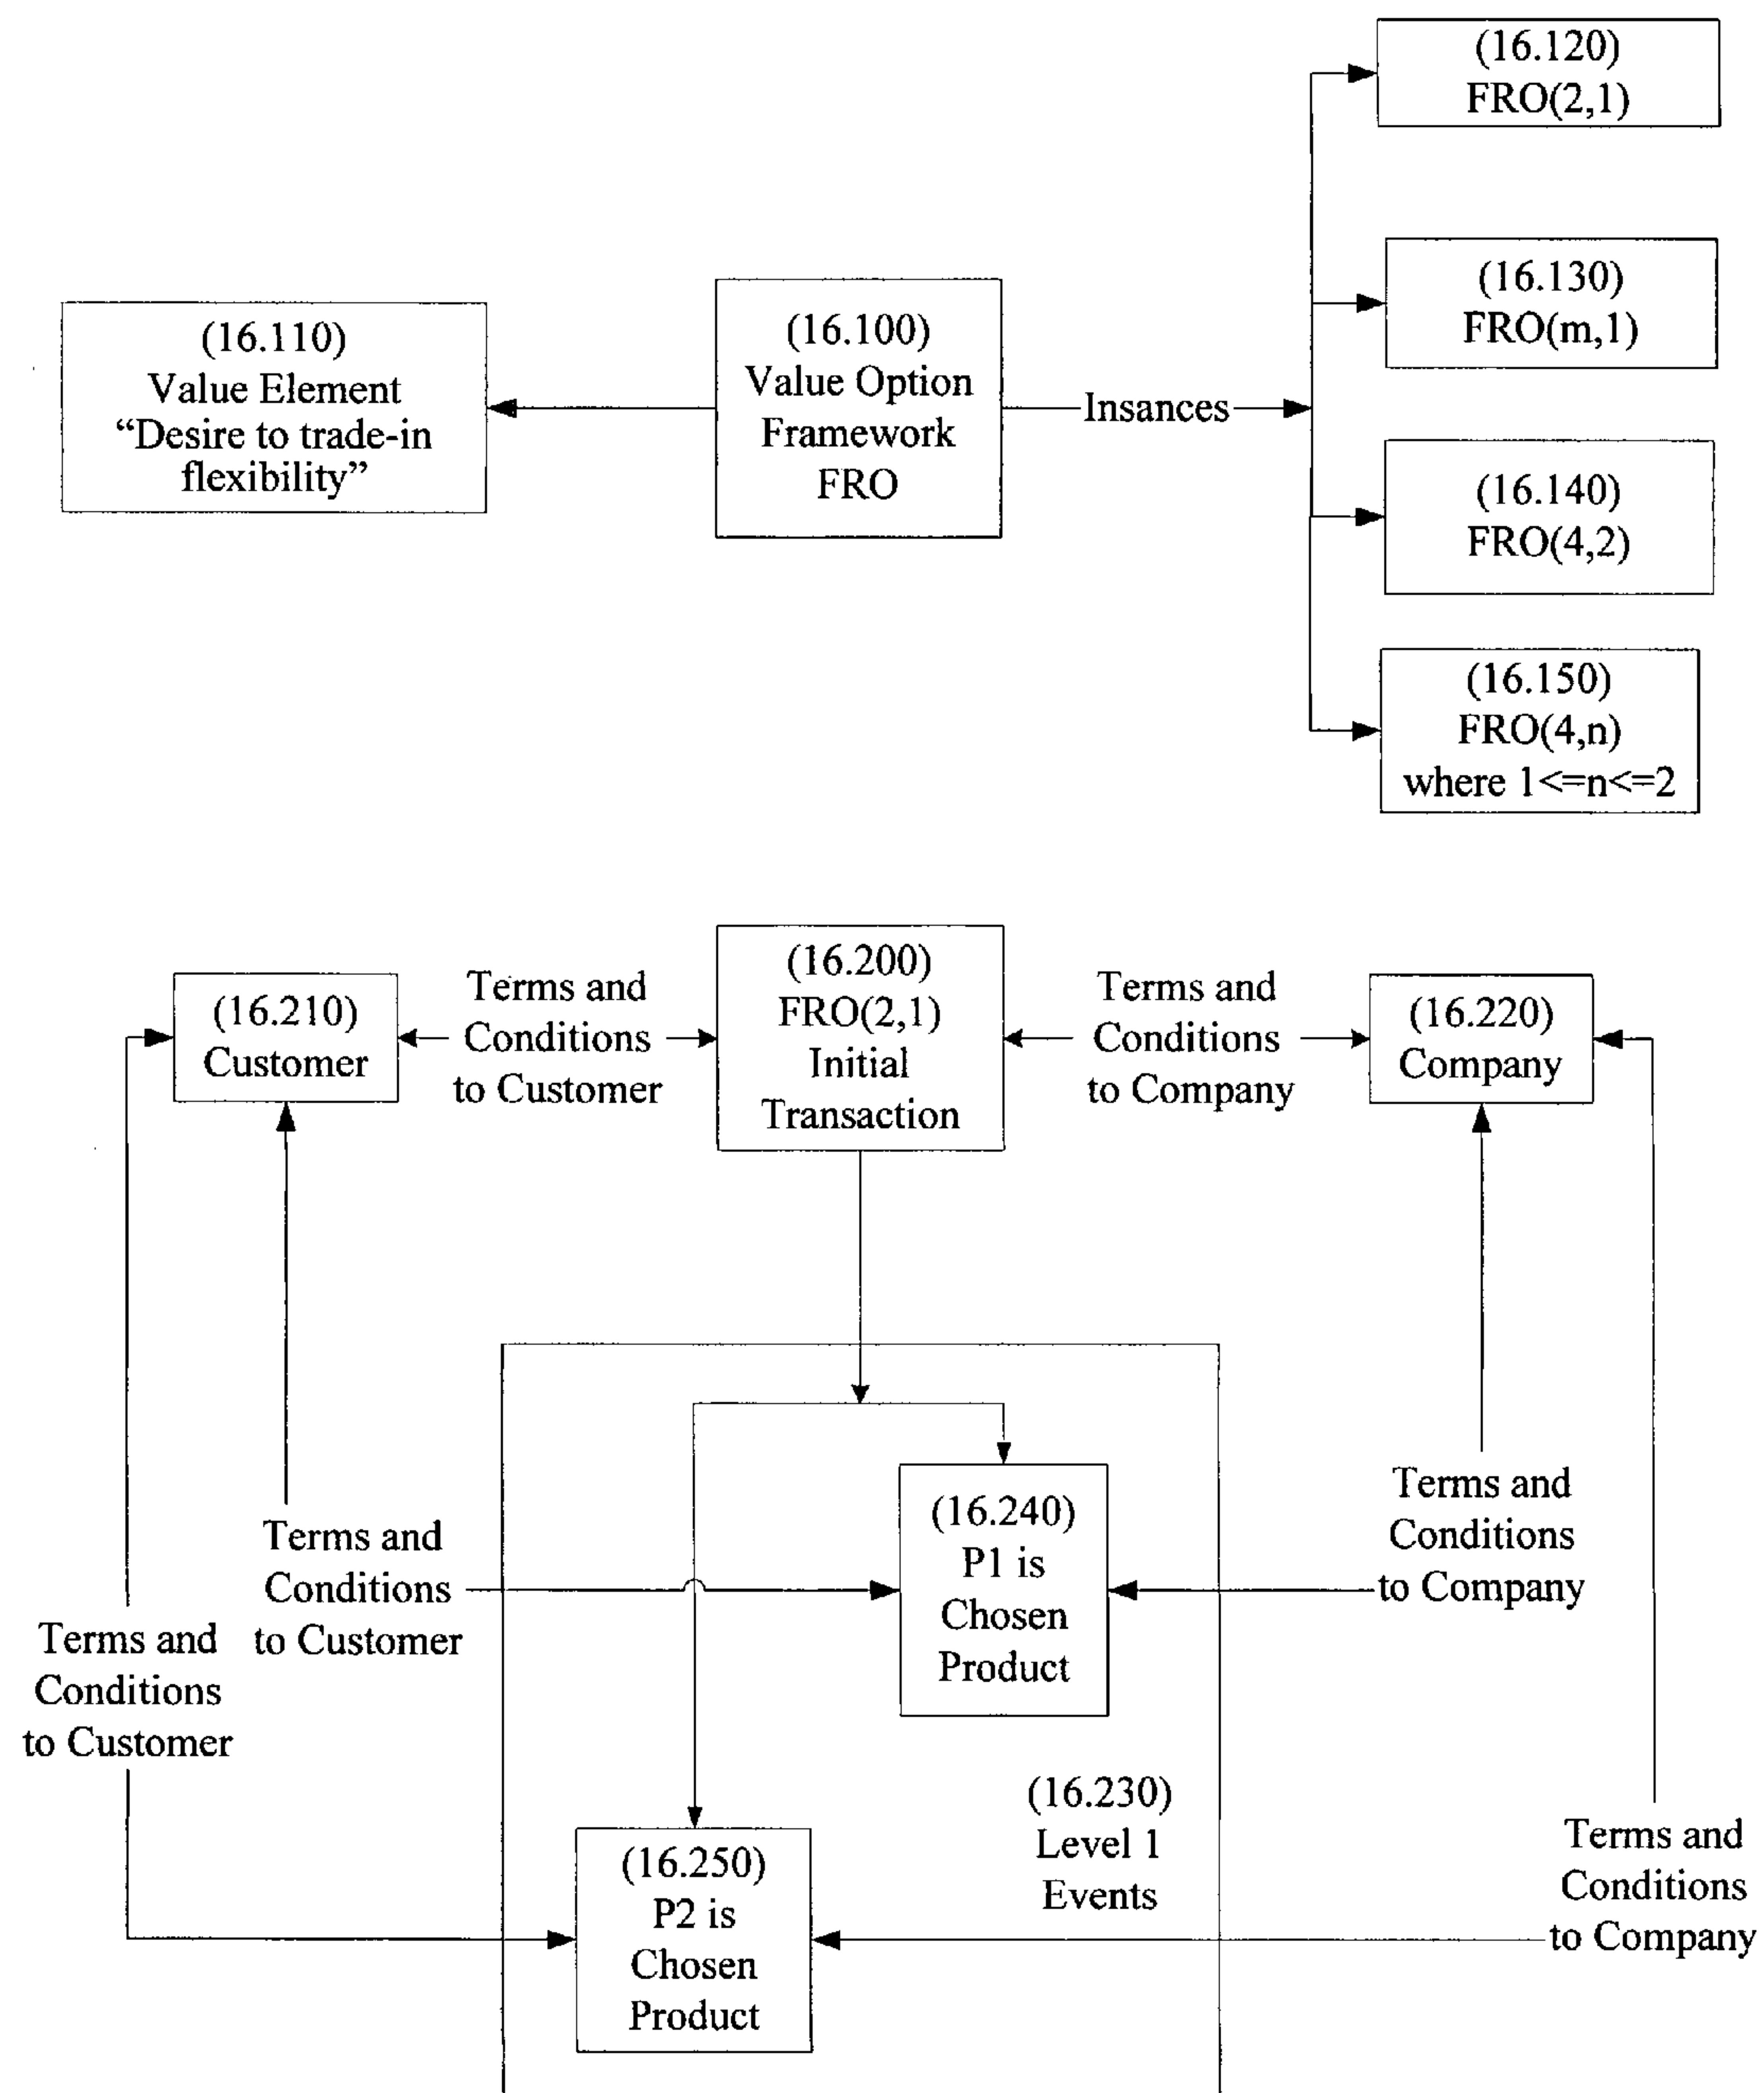 (16.120)
FRO(2,1)
(16.130)
FRO(m,1)
(16.110)
Value Element
“Desire to trade-in
flexibility”
(16.100)
Value Option
Framework
FRO
Insances
(16.140)
FRO(4,2)
(16.150)
FRO(4,n)
where 1<=n<=2
(16.210)
Customer
Terms and
Conditions
to Customer
(16.200)
FRO(2,1)
Initial
Transaction
Terms and
Conditions
to Company
(16.220)
Company
Terms and
Conditions
to Customer
Terms and
Conditions
to Customer
(16.240)
P1 is
Chosen
Product
Terms and
Conditions
to Company
(16.230)
Level 1
Events
(16.250)
P2 is
Chosen
Product
Terms and
Conditions
to Company